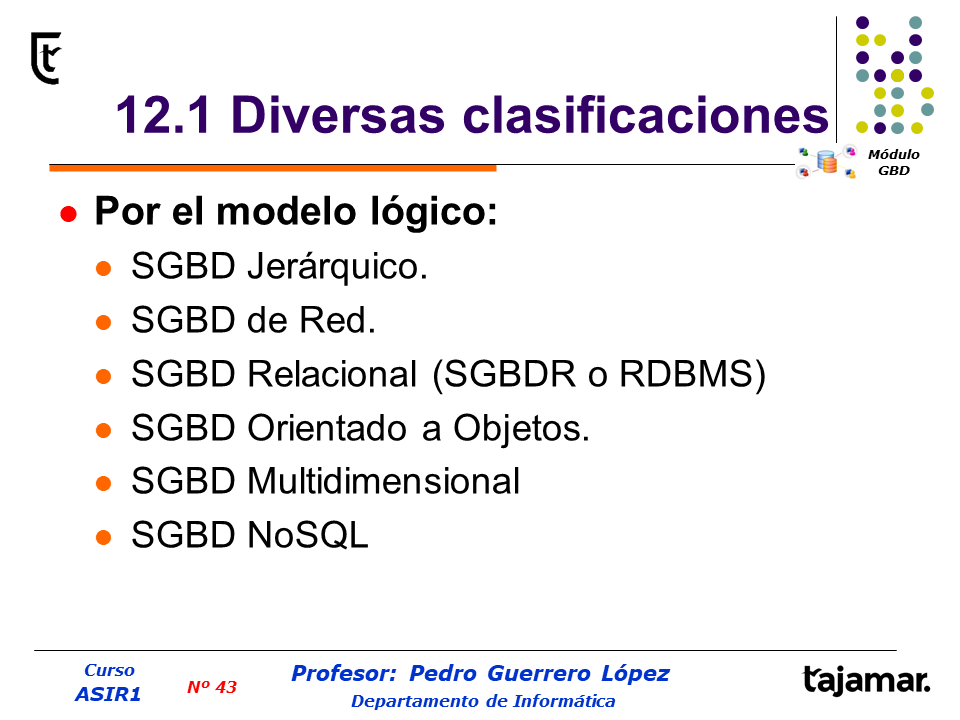 12.1 Diversas clasificaciones
Módulo
GBD
Por el modelo lógico:
SGBD Jerárquico.
SGBD de Red.
SGBD Relacional (SGBDR o RDBMS)
SGBD Orientado a Objetos.
SGBD Multidimensional
SGBD NoSQL
Curso
ASIR1
Nº 43
Profesor: Pedro Guerrero López
Departamento de Informática
tajamar.